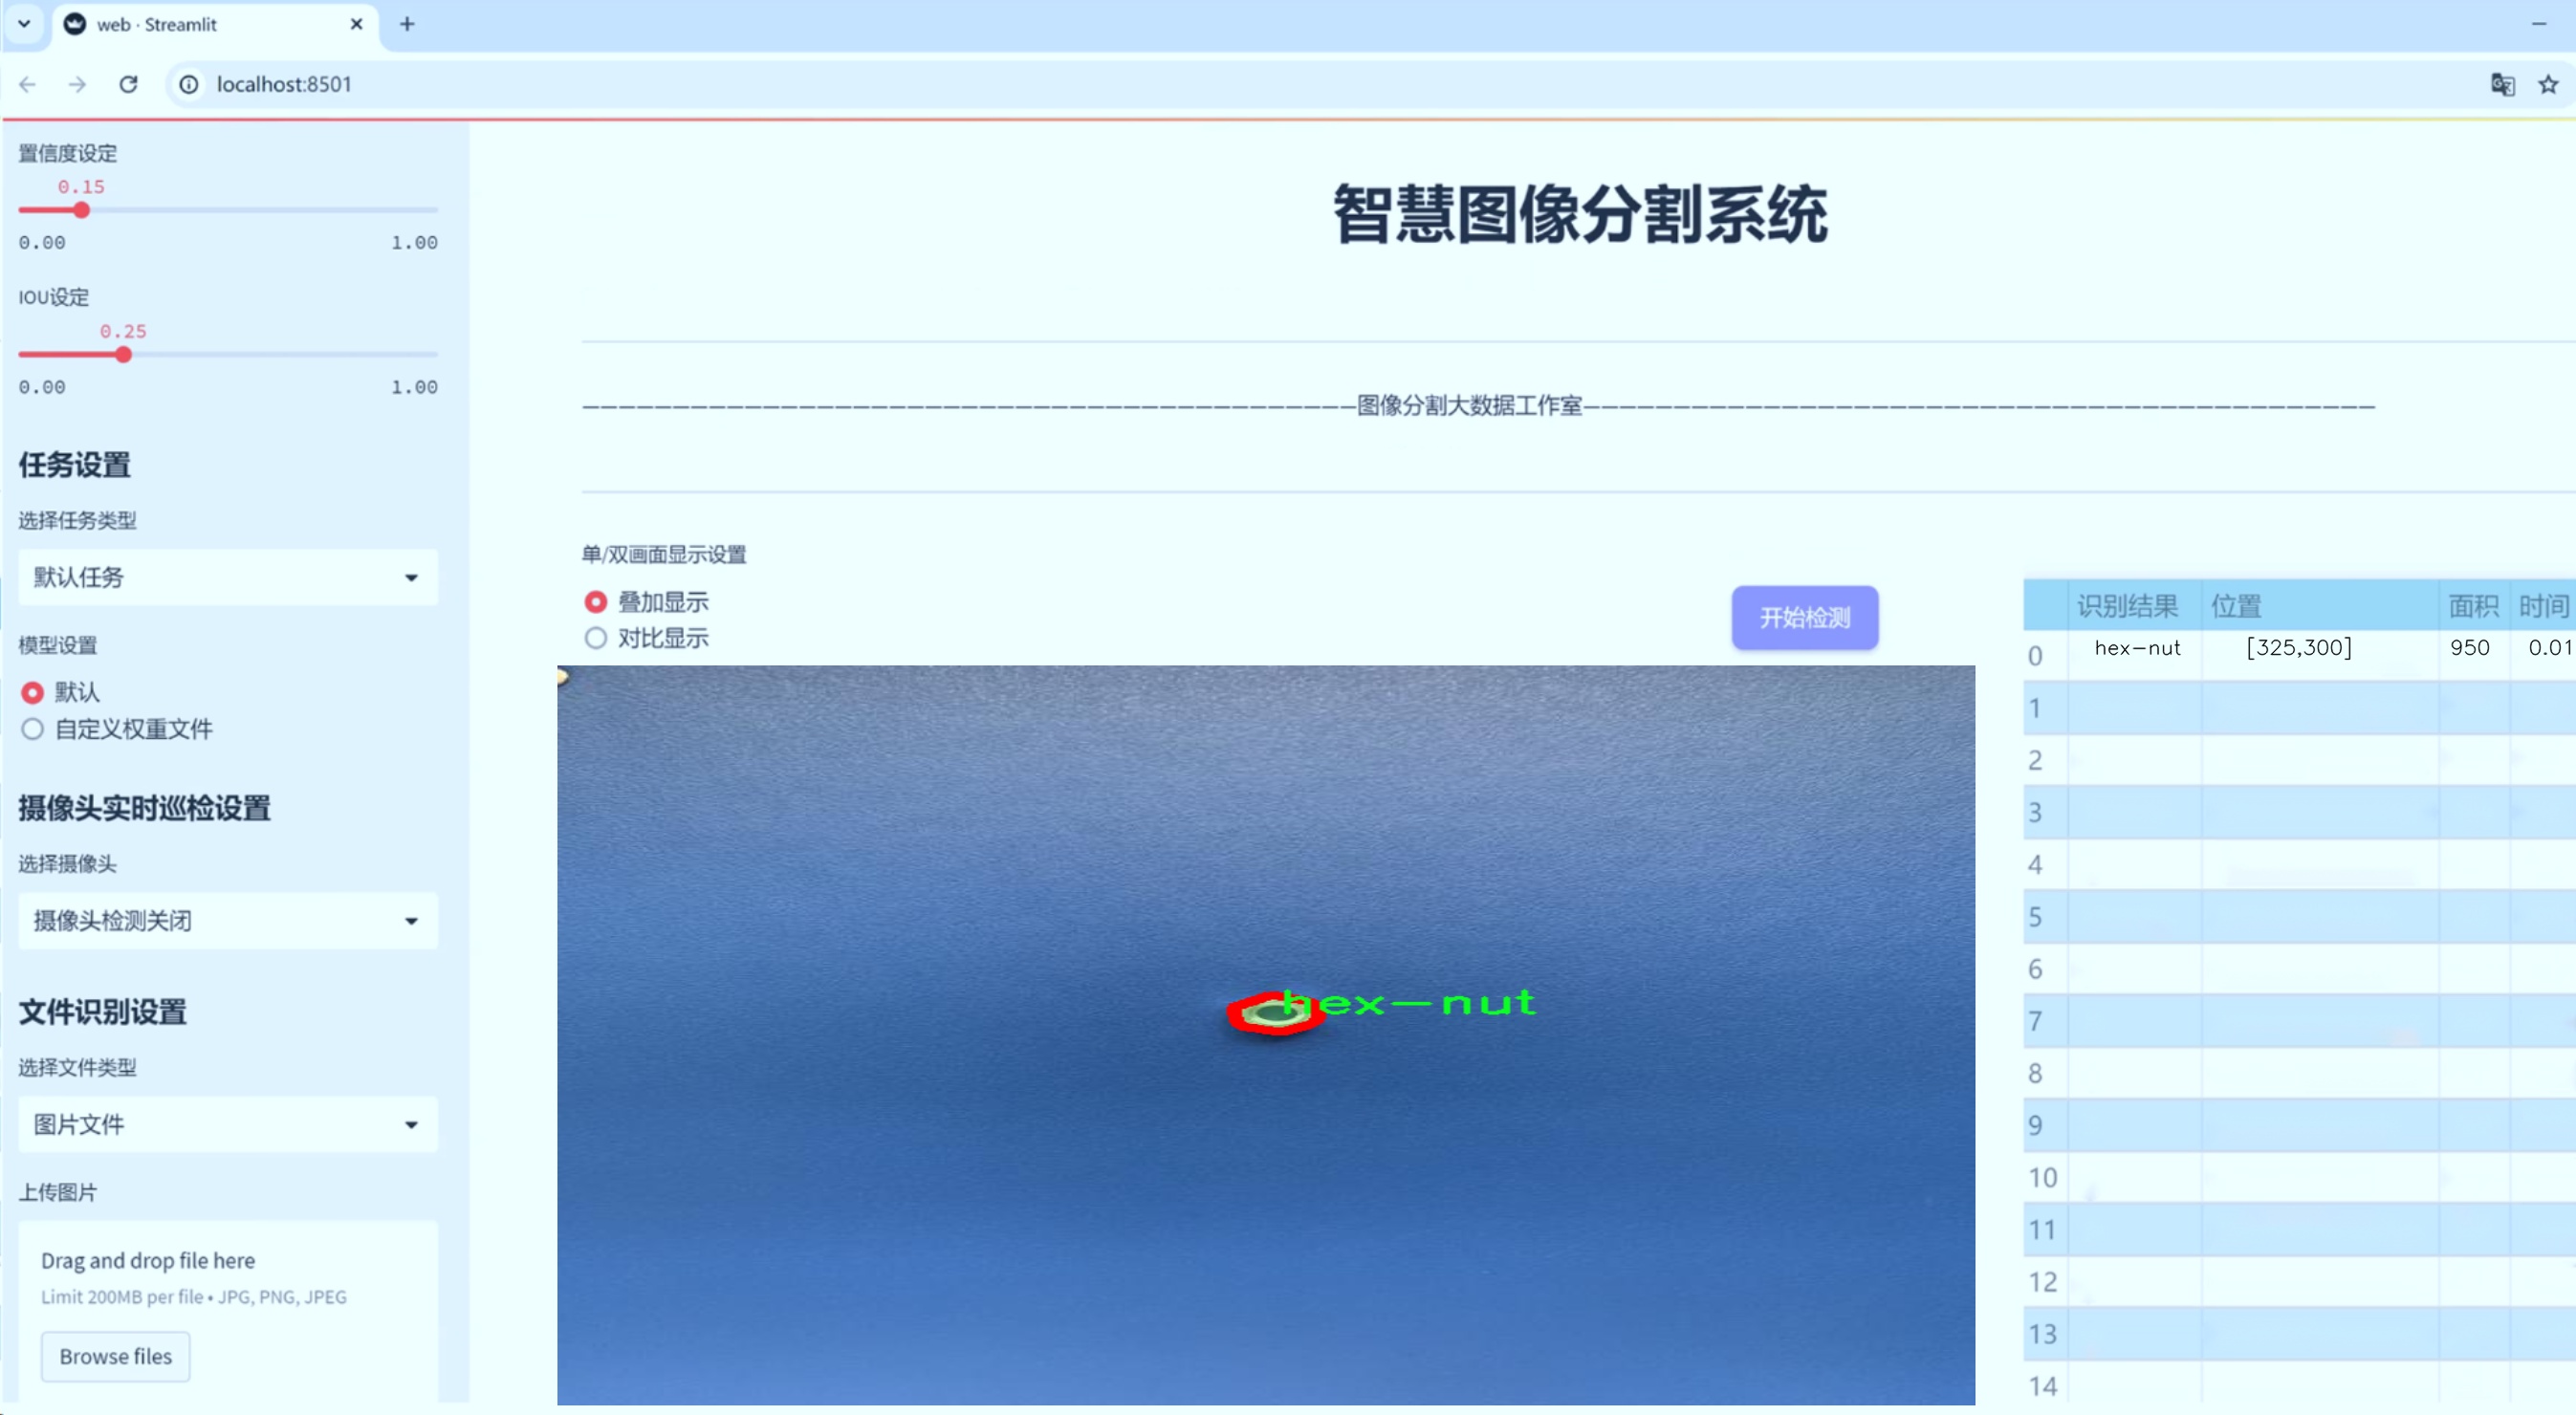 web · Streamlit
localhost:8501
置信度设定
0.15
0.00 1.00
IOU设定
0.25
0.00 1.00
任务设置
选择任务类型
默认任务
模型设置
默认
自定义权重文件
摄像头实时巡检设置
选择摄像头
摄像头检测关闭
文件识别设置
选择文件类型
图片文件
上传图片
Drag and drop file here
Limit 200MB per file • JPG, PNG, JPEG
Browse files
智慧图像分割系统
图像分割大数据工作室
单/双画面显示设置
叠加显示
对比显示
开始检测
hex-nut
识别结果 位置 面积 时间
0 hex-nut [325,300] 950 0.01
1
2
3
4
5
6
7
8
9
10
11
12
13
14